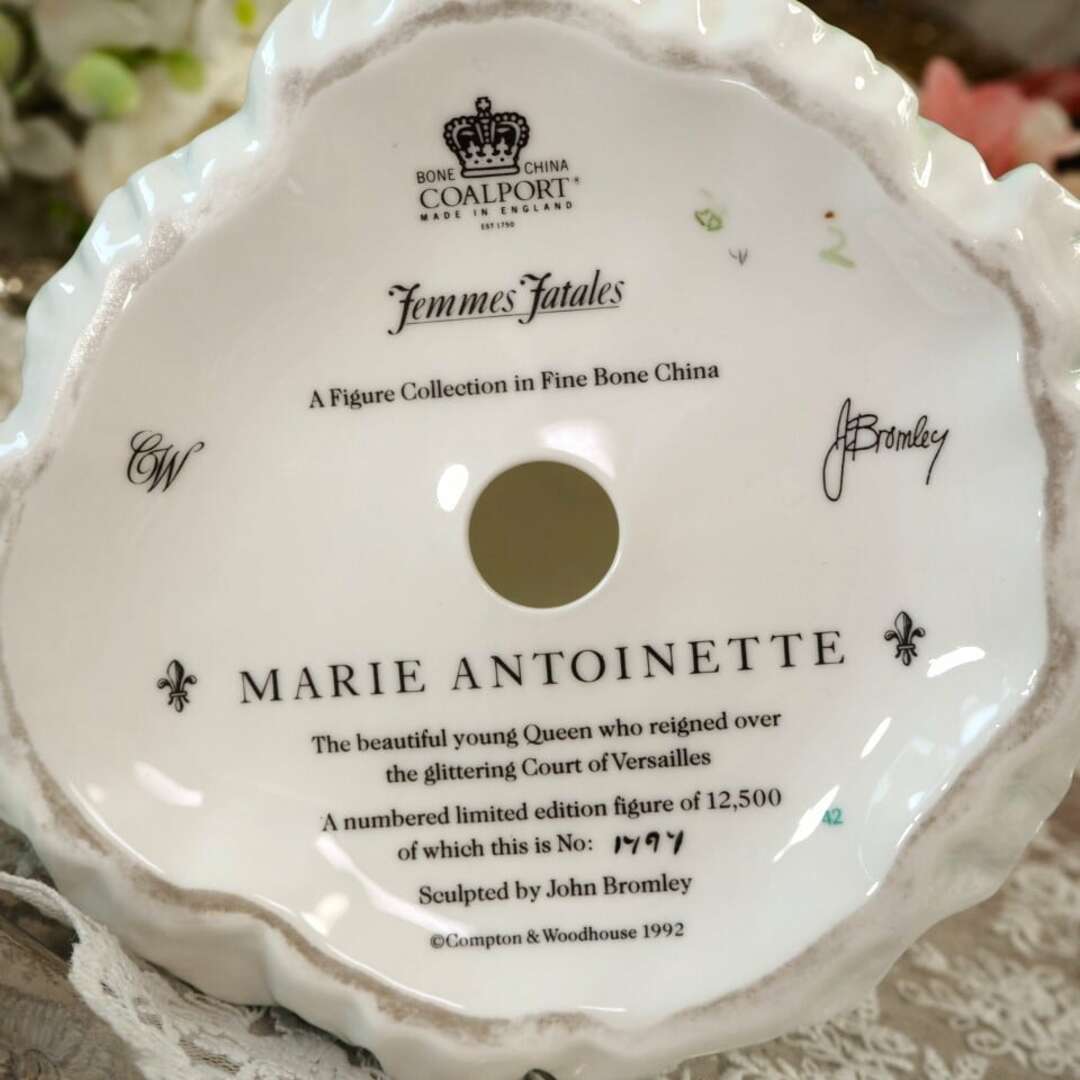 BONE CHINA
COALPORT®
MADE IN ENGLAND
EST 1750
2
Femmes Fatales
A Figure Collection in Fine Bone China
CW
JBromley
MARIE ANTOINETTE
The beautiful young Queen who reigned over
the glittering Court of Versailles
A numbered limited edition figure of 12,500
of which this is No: 1797
42
Sculpted by John Bromley
©Compton & Woodhouse 1992